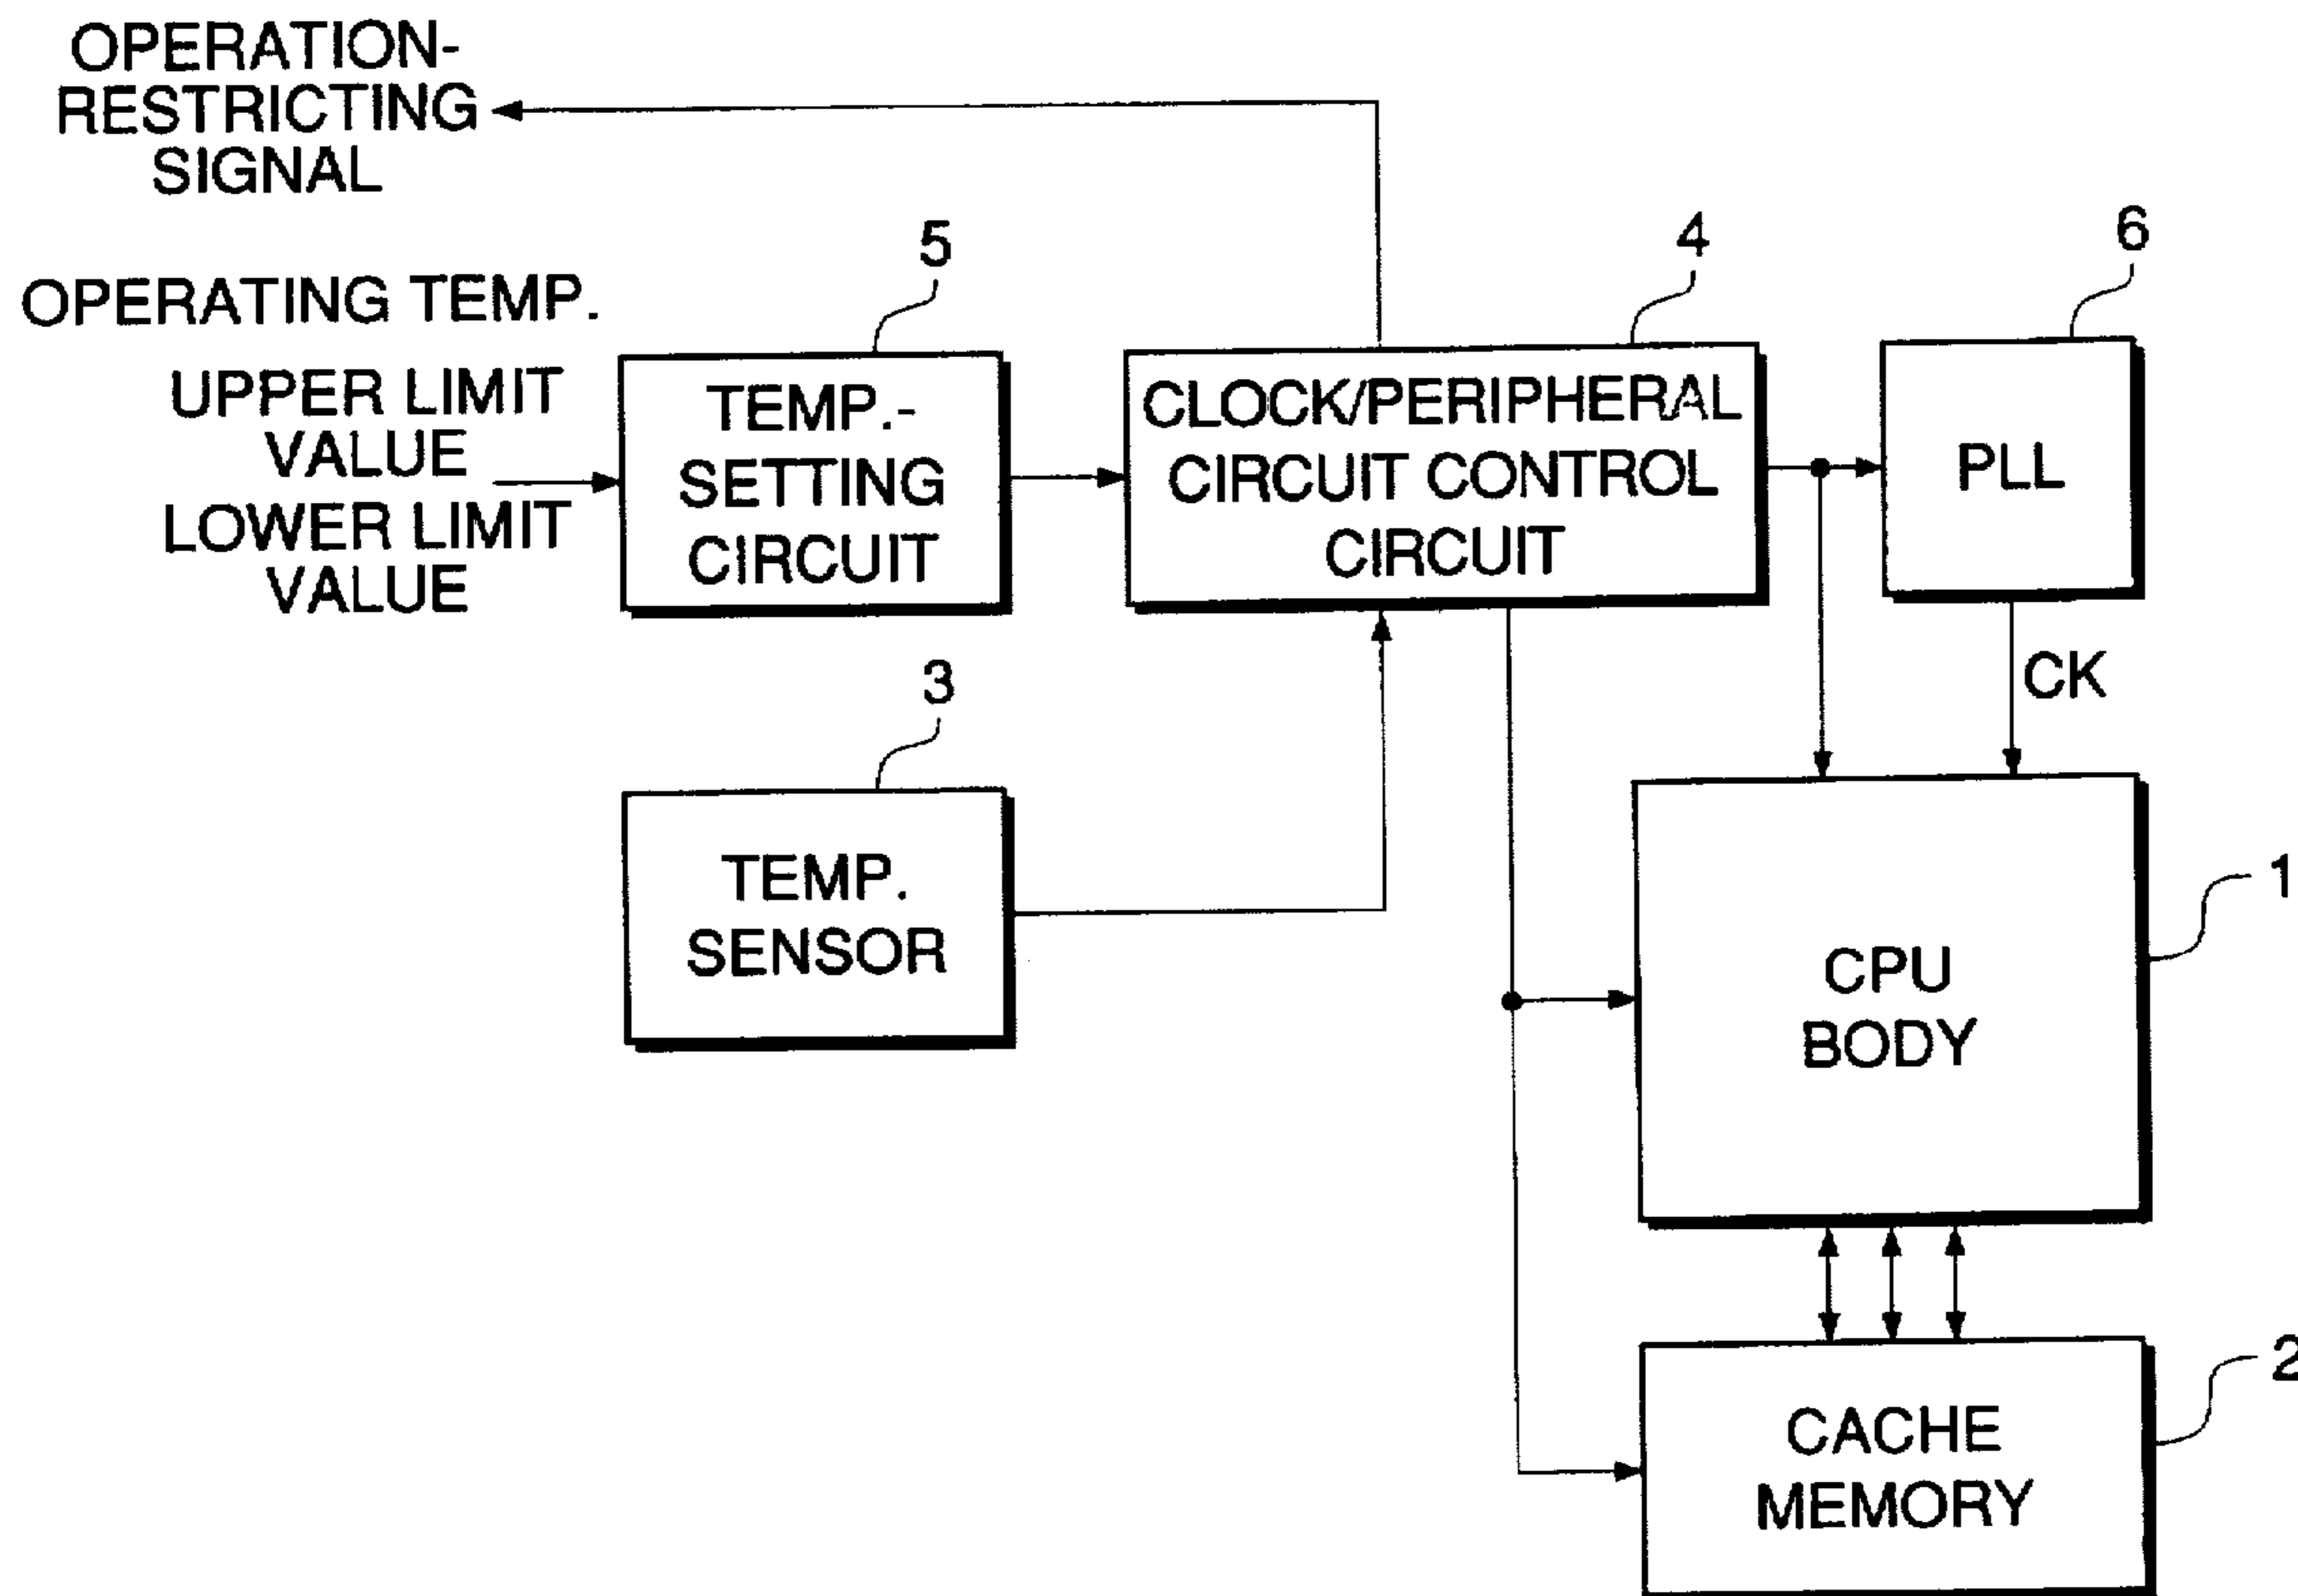 OPERATION-
RESTRICTING
SIGNAL
5
4
6
OPERATING TEMP.
UPPER LIMIT
VALUE
LOWER LIMIT
VALUE
TEMP.-
SETTING
CIRCUIT
CLOCK/PERIPHERAL
CIRCUIT CONTROL
CIRCUIT
PLL
CK
3
TEMP.
SENSOR
1
CPU
BODY
2
CACHE
MEMORY